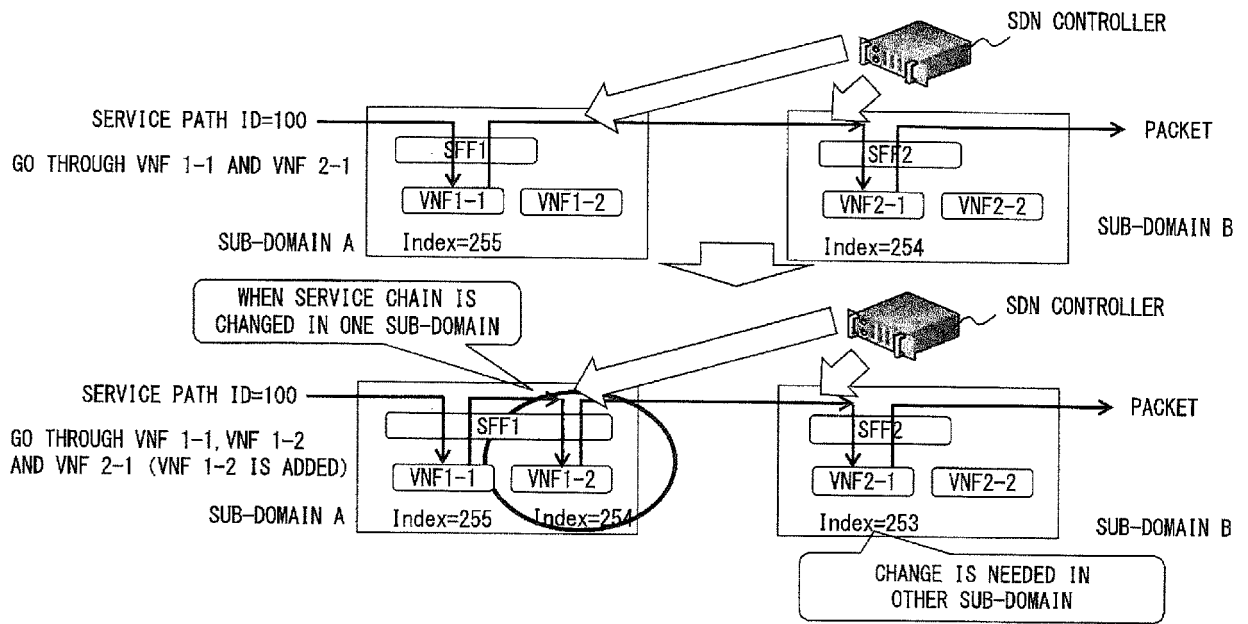 SDN CONTROLLER
SERVICE PATH ID=100
PACKET
GO THROUGH VNF 1-1 AND VNF 2-1
SFF1
SFF2
VNF1-1
VNF1-2
VNF2-1
VNF2-2
SUB-DOMAIN A
Index=255
Index=254
SUB-DOMAIN B
WHEN SERVICE CHAIN IS
CHANGED IN ONE SUB-DOMAIN
SDN CONTROLLER
SERVICE PATH ID=100
PACKET
GO THROUGH VNF 1-1, VNF 1-2
AND VNF 2-1 (VNF 1-2 IS ADDED)
SFF1
SFF2
VNF1-1
VNF1-2
VNF2-1
VNF2-2
SUB-DOMAIN A
Index=255
Index=254
Index=253
SUB-DOMAIN B
CHANGE IS NEEDED IN
OTHER SUB-DOMAIN